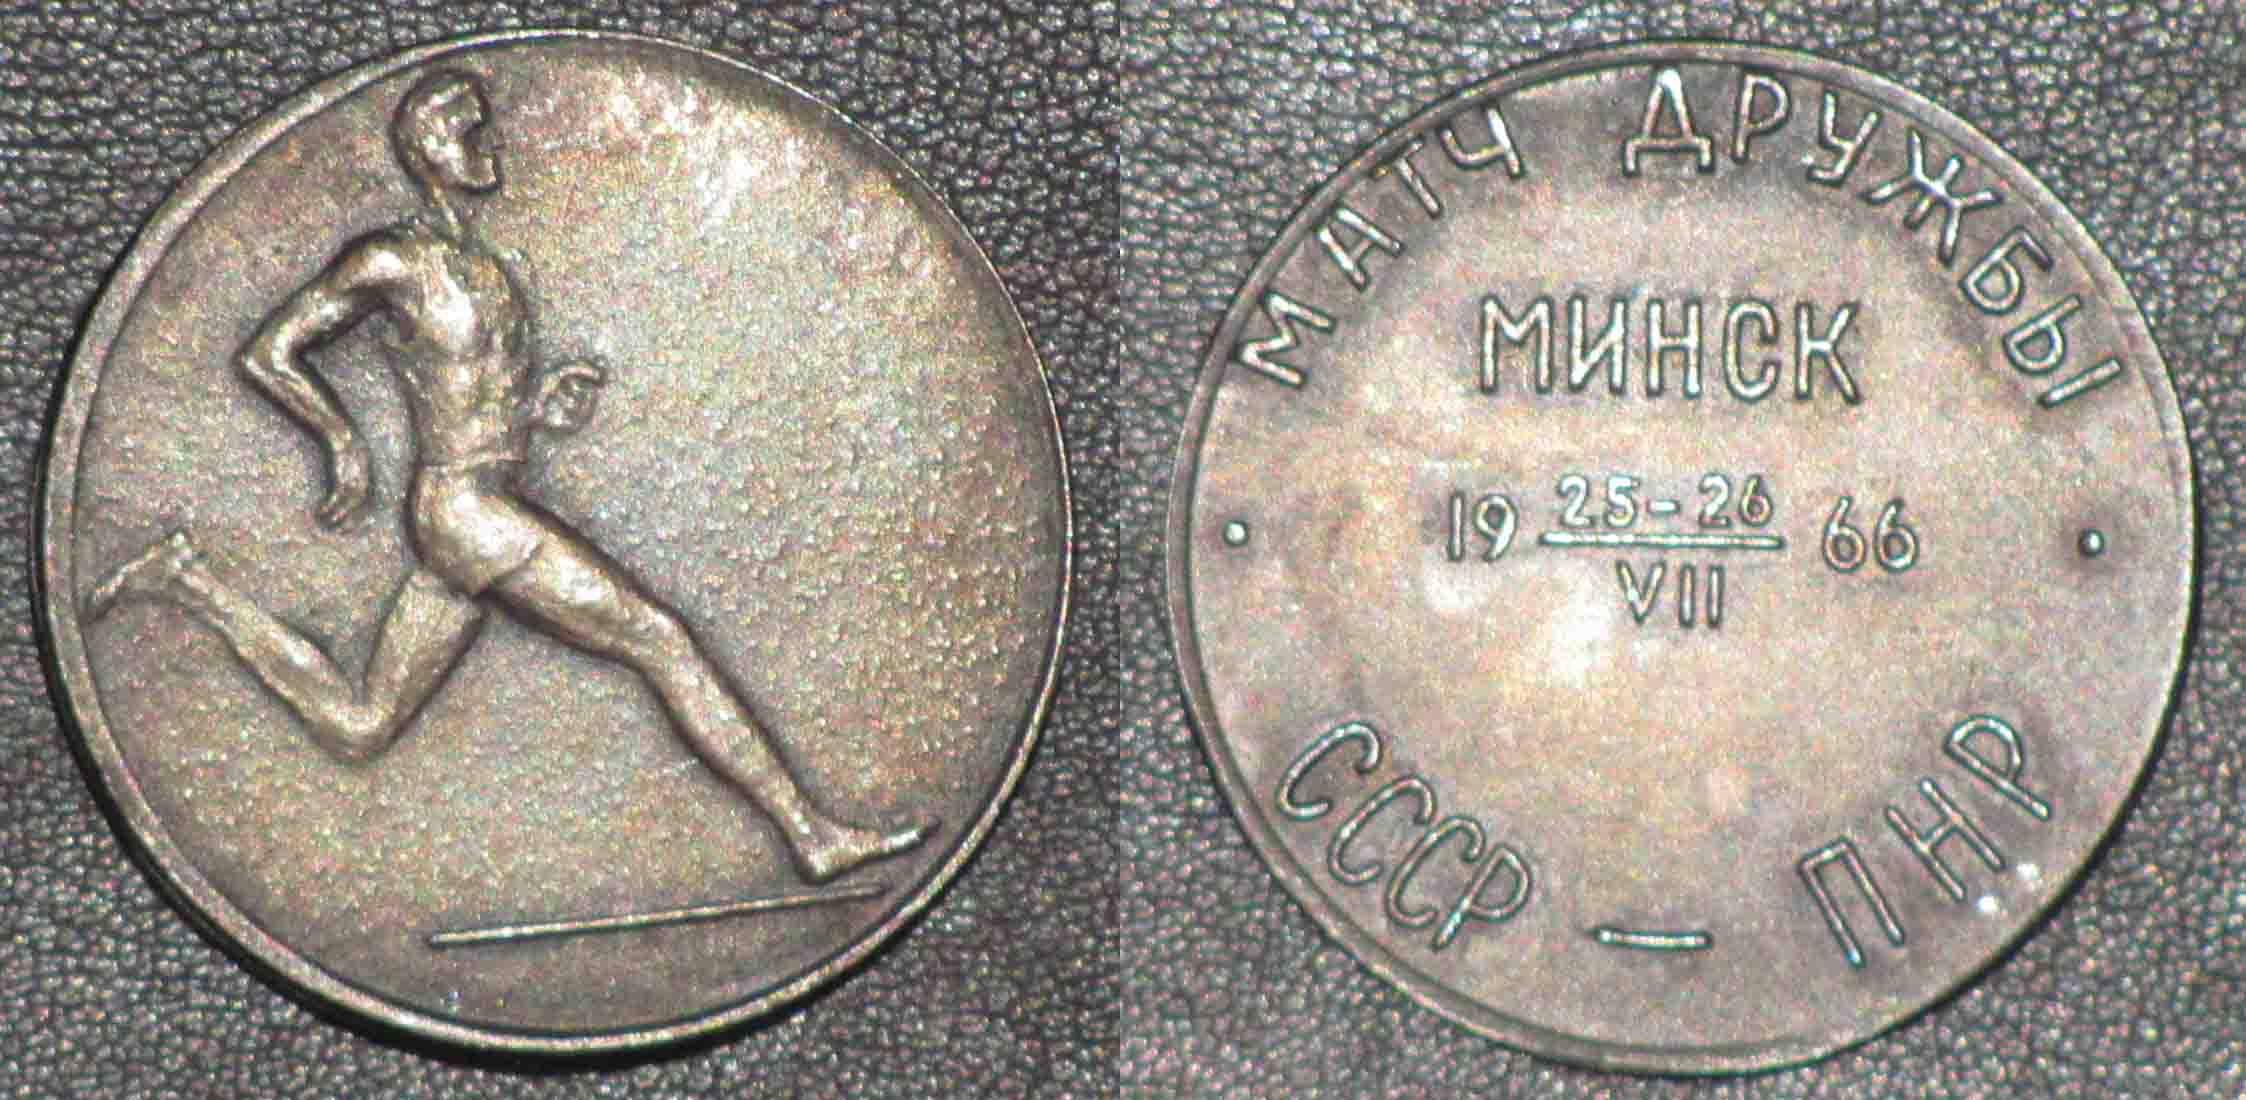 МАТЧ ДРУЖБЫ
МИНСК
19 25-26 66
VII
СССР — ПНР